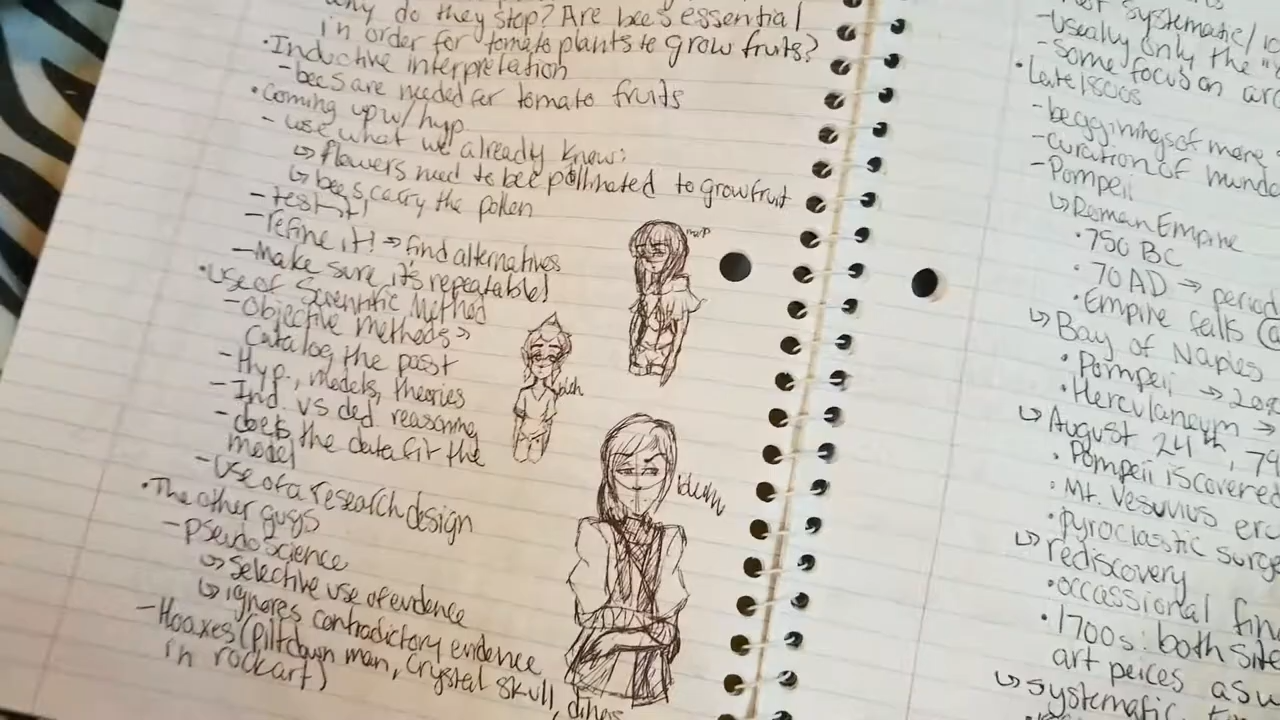 why do they stop? Are bees essential
in order for tomato plants to grow fruits?
• Inductive interpretation
- bees are needed for tomato fruits
• Coming up w/ hyp
- use what we already know:
↳ flowers need to bee pollinated to grow fruit
↳ bees carry the pollen
- test it
- refine it! → find alternatives
- Make sure it's repeatable!
• Use of Scientific Method
- Objective methods →
Catalog the past
- Hyp., models, theories
- Ind. vs ded. reasoning
- does the data fit the
model
- Use of a research design
• The other guys
- pseudoscience
↳ Selective use of evidence
↳ ignores contradictory evidence
- Hoaxes (Piltdown man, Crystal skull, dinos
in rock art)
systematic/
- Usually only the
- Some focus on
• Late 1800s
- begginings of more
- curation of
- Pompeii
↳ Roman Empire
• 750 BC
• 70 AD → period
• Empire falls
↳ Bay of Naples
• Pompeii →
• Herculaneum →
↳ August 24th, 79
• Pompeii is covered
• Mt. Vesuvius
• pyroclastic surge
↳ rediscovery
• occassional
• 1700s: both
art peices
↳ systematic